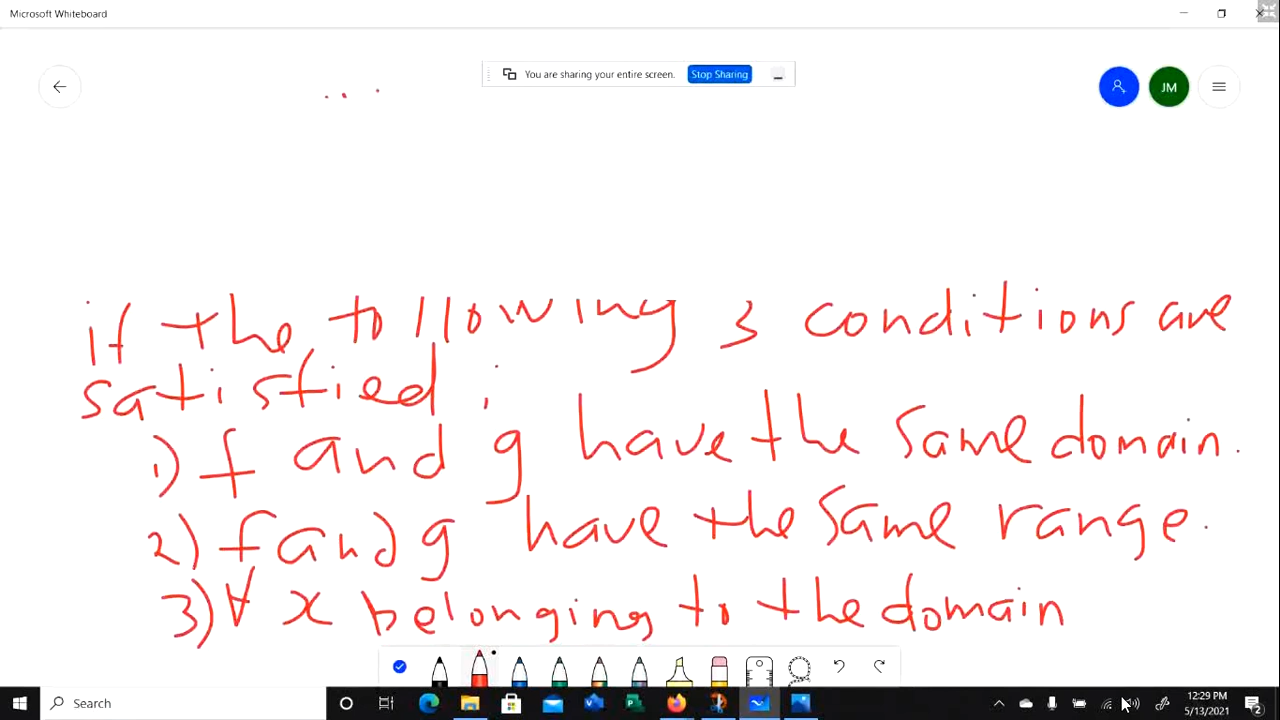 Microsoft Whiteboard
You are sharing your entire screen.
Stop Sharing
JM
if the following 3 conditions are
satisfied :
1) f and g have the same domain.
2) f and g have the same range.
3) ∀ x belonging to the domain
Search
12:29 PM
5/13/2021
2